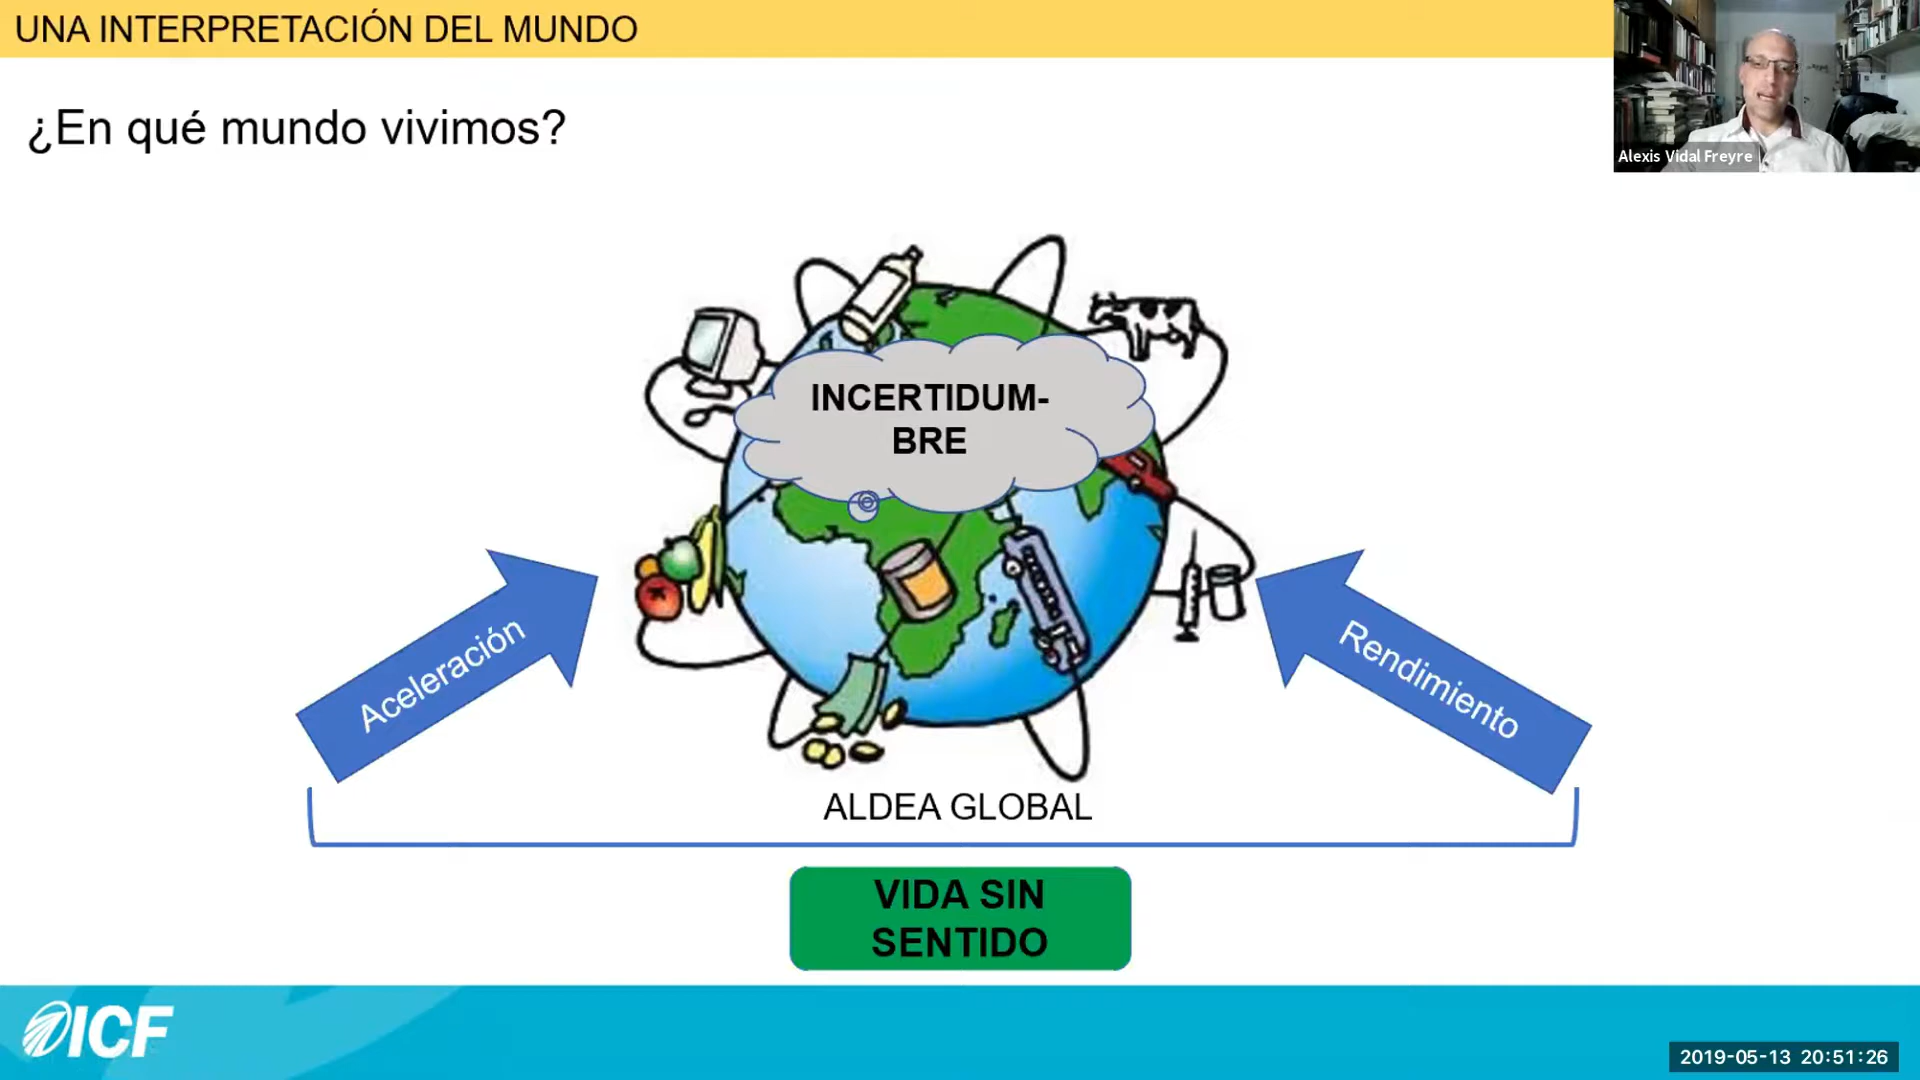 UNA INTERPRETACIÓN DEL MUNDO
Alexis Vidal Freyre
¿En qué mundo vivimos?
INCERTIDUM-
BRE
Aceleración
Rendimiento
ALDEA GLOBAL
VIDA SIN
SENTIDO
ICF
2019-05-13 20:51:26